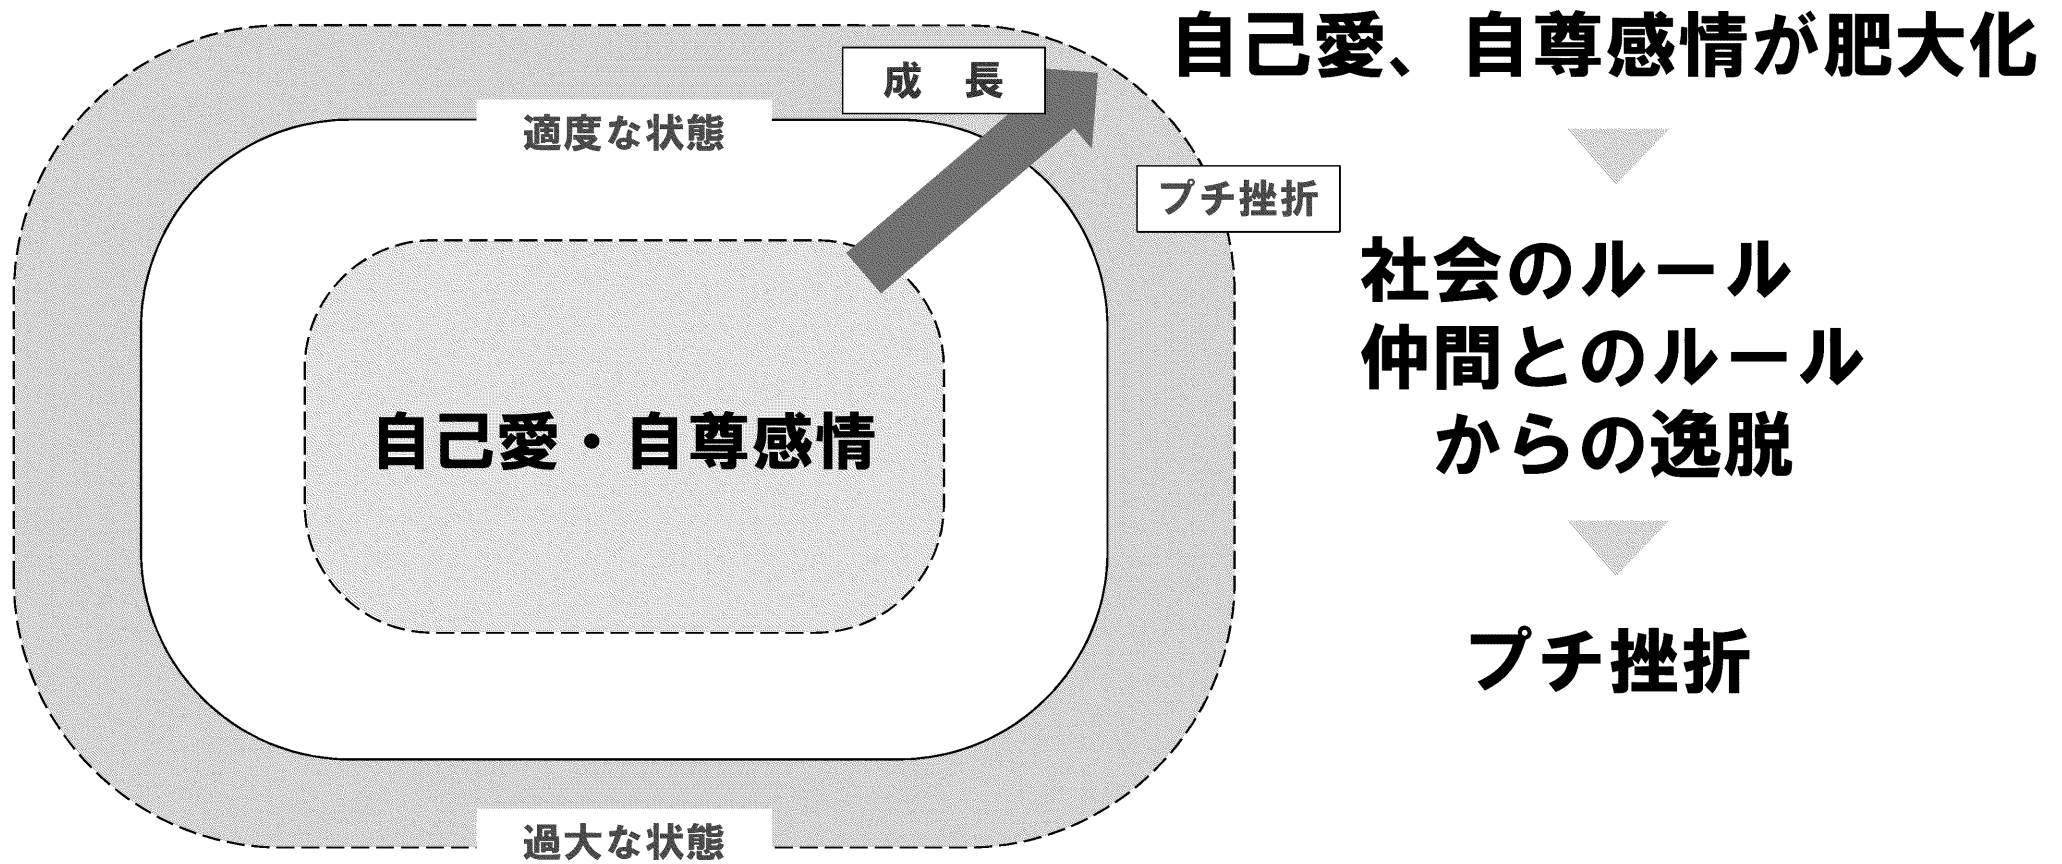 成　長
適度な状態
プチ挫折
自己愛・自尊感情
過大な状態
自己愛、自尊感情が肥大化
社会のルール
仲間とのルール
からの逸脱
プチ挫折